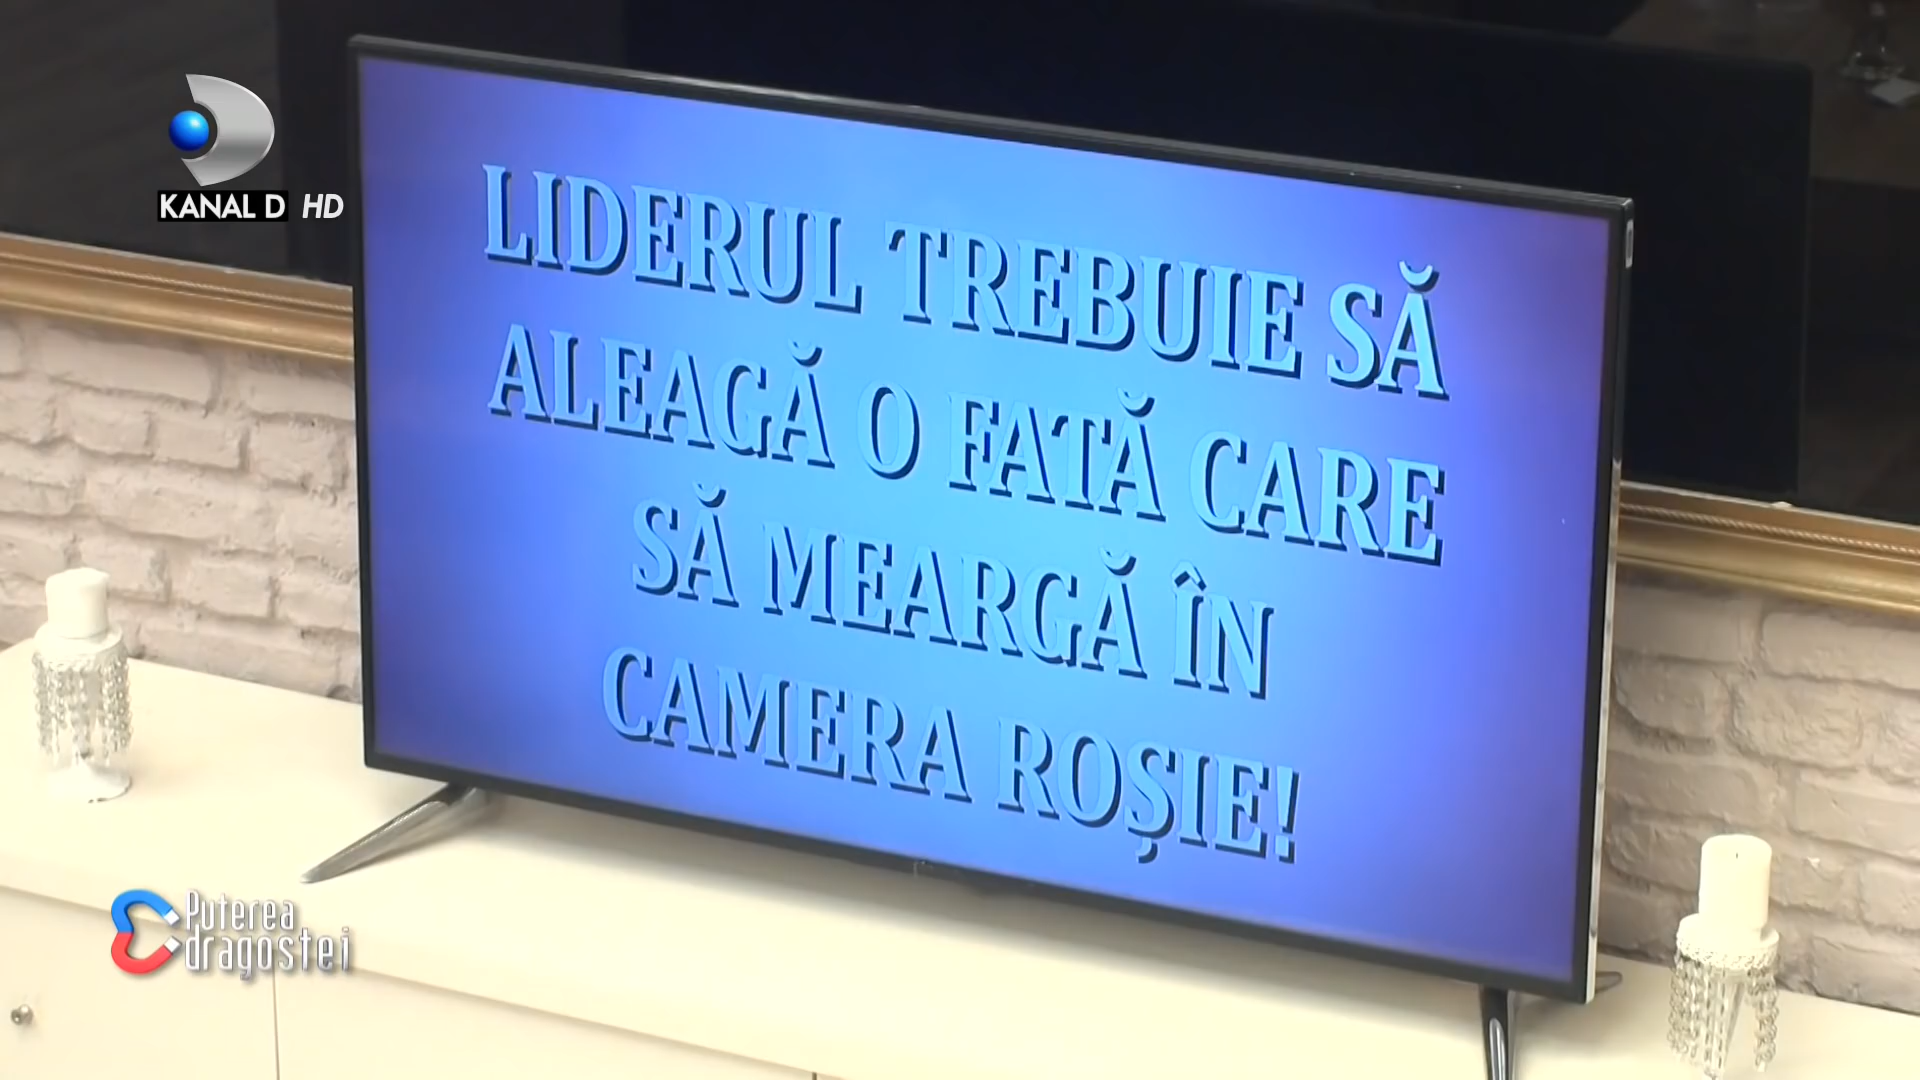 KANAL D HD
LIDERUL TREBUIE SĂ
ALEAGĂ O FATĂ CARE
SĂ MEARGĂ ÎN
CAMERA ROȘIE!
Puterea
dragostei